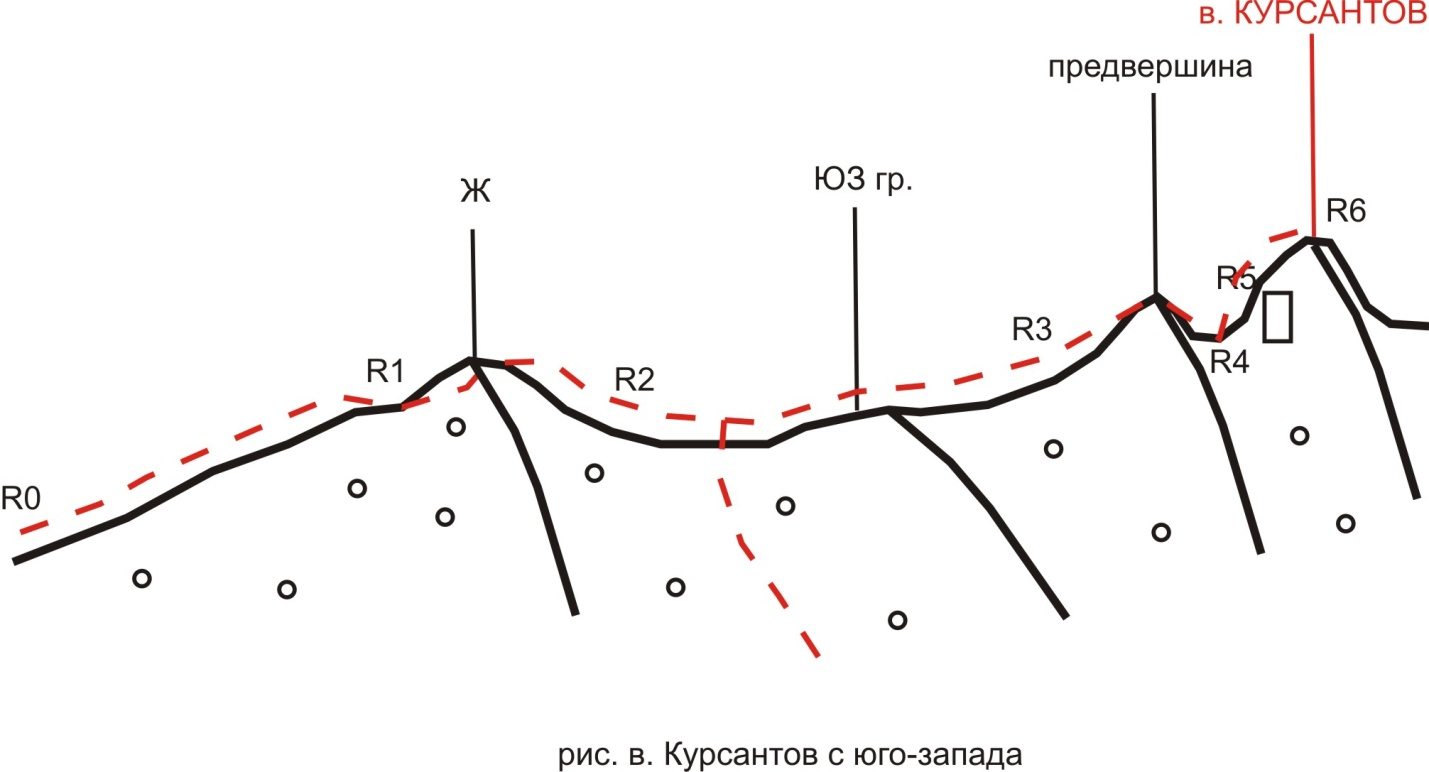 в. КУРСАНТОВ
предвершина
Ж
ЮЗ гр.
R6
R5
R3
R4
R1
R2
R0
рис. в. Курсантов с юго-запада